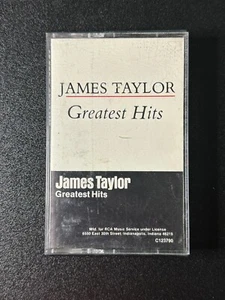 JAMES TAYLOR
Greatest Hits
James Taylor
Greatest Hits
Mfd. for RCA Music Service under License
6550 East 30th Street Indianapolis, Indiana 46219
C123790